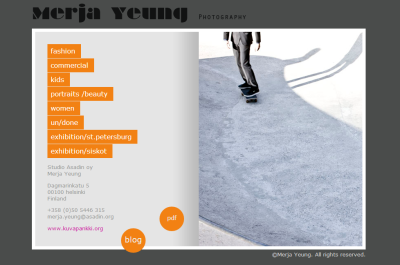 Merja Yeung PHOTOGRAPHY
fashion
commercial
kids
portraits /beauty
women
un/done
exhibition/st.petersburg
exhibition/siskot
Studio Asadin oy
Merja Yeung
Dagmarinkatu 5
00100 helsinki
Finland
+358 (0)50 5446 315
merja.yeung@asadin.org
www.kuvapankki.org
pdf
blog
©Merja Yeung. All rights reserved.